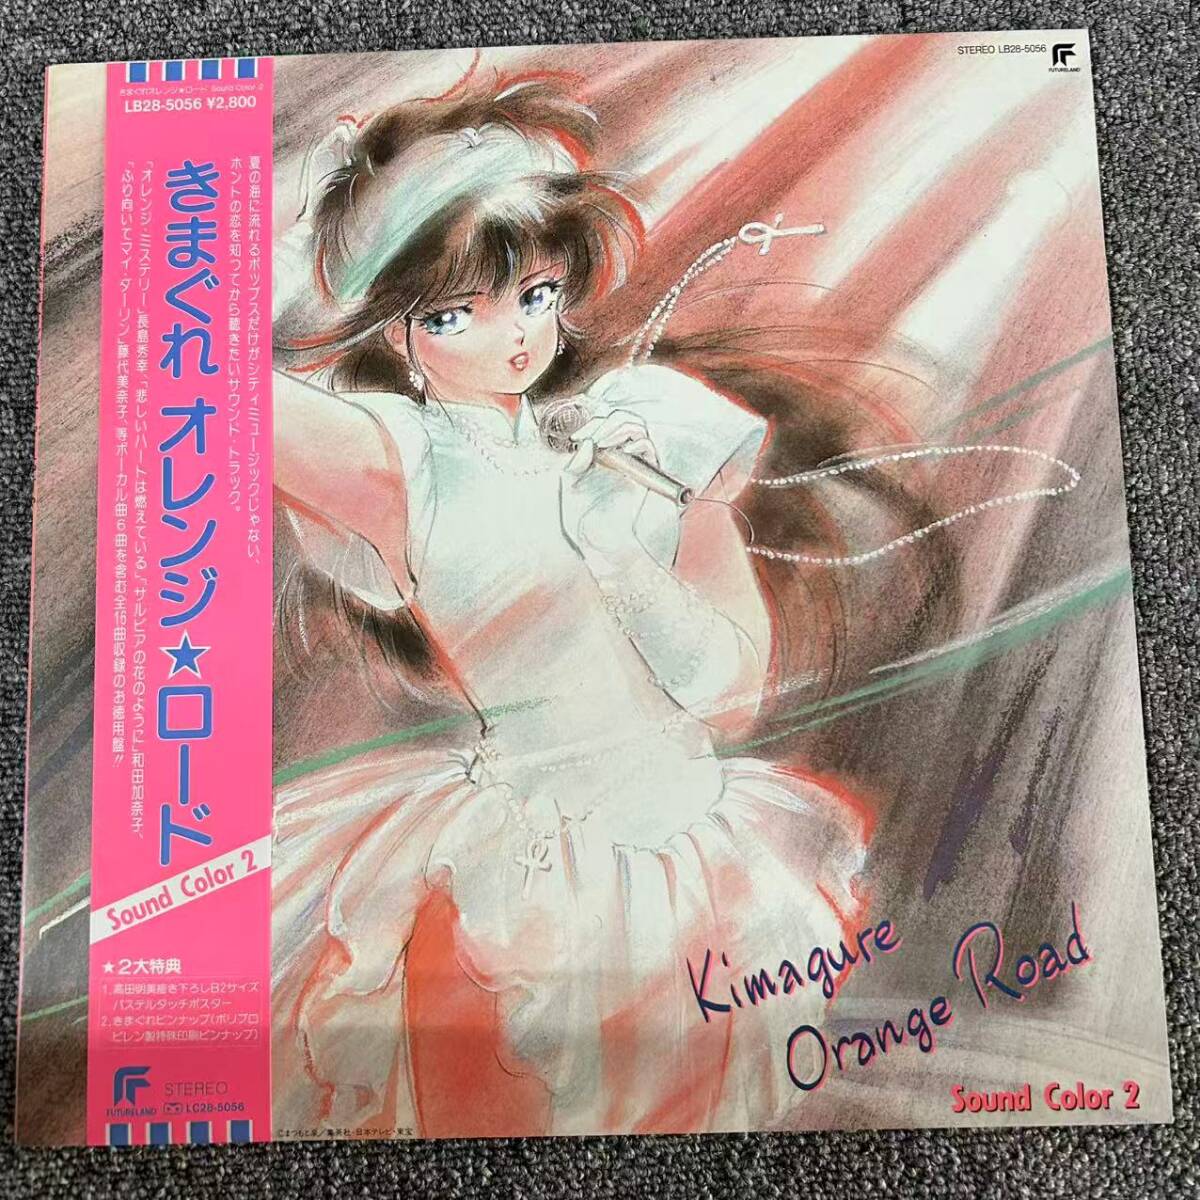 きまぐれオレンジ★ロード Sound Color 2
LB28-5056 ¥2,800
夏の海に流れるポップスだけがシティミュージックじゃない、
ホントの恋を知ってから聴きたいサウンド・トラック。
きまぐれ オレンジ★ロード
「オレンジ・ミステリー」長島秀幸、「悲しいハートは燃えている」「サルビアの花のように」和田加奈子、
「ふり向いてマイ・ダーリン」藤代美奈子、等ボーカル曲6曲を含む全16曲収録のお徳用盤!!
Sound Color 2
★2大特典
1.高田明美描き下ろしB2サイズ
パステルタッチポスター
2.きまぐれピンナップ(ポリプロ
ピレン製特殊印刷ピンナップ)
FUTURELAND
STEREO
LC28-5056
STEREO LB28-5056
FUTURELAND
Kimagure
Orange Road
Sound Color 2
©まつもと泉/集英社・日本テレビ・東宝